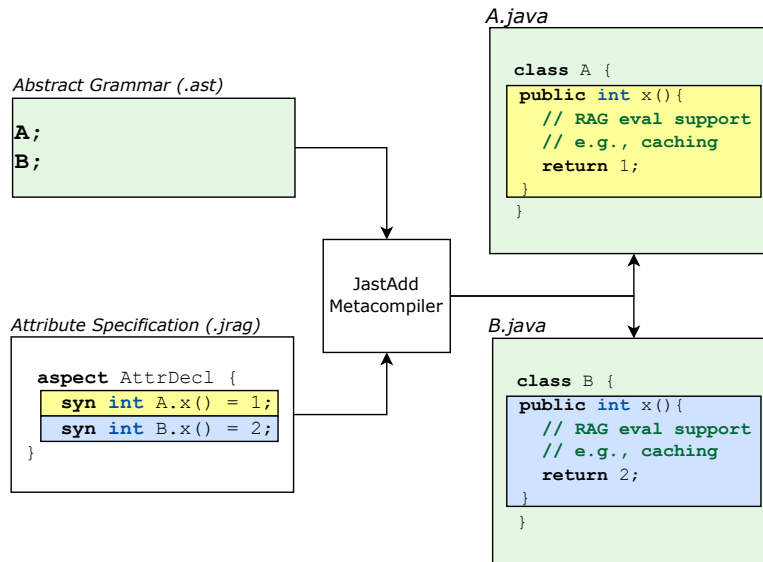 Abstract Grammar (.ast)
A;
B;
Attribute Specification (.jrag)
aspect AttrDecl {
syn int A.x() = 1;
syn int B.x() = 2;
}
JastAdd
Metacompiler
A.java
class A {
public int x(){
// RAG eval support
// e.g., caching
return 1;
}
}
B.java
class B {
public int x(){
// RAG eval support
// e.g., caching
return 2;
}
}